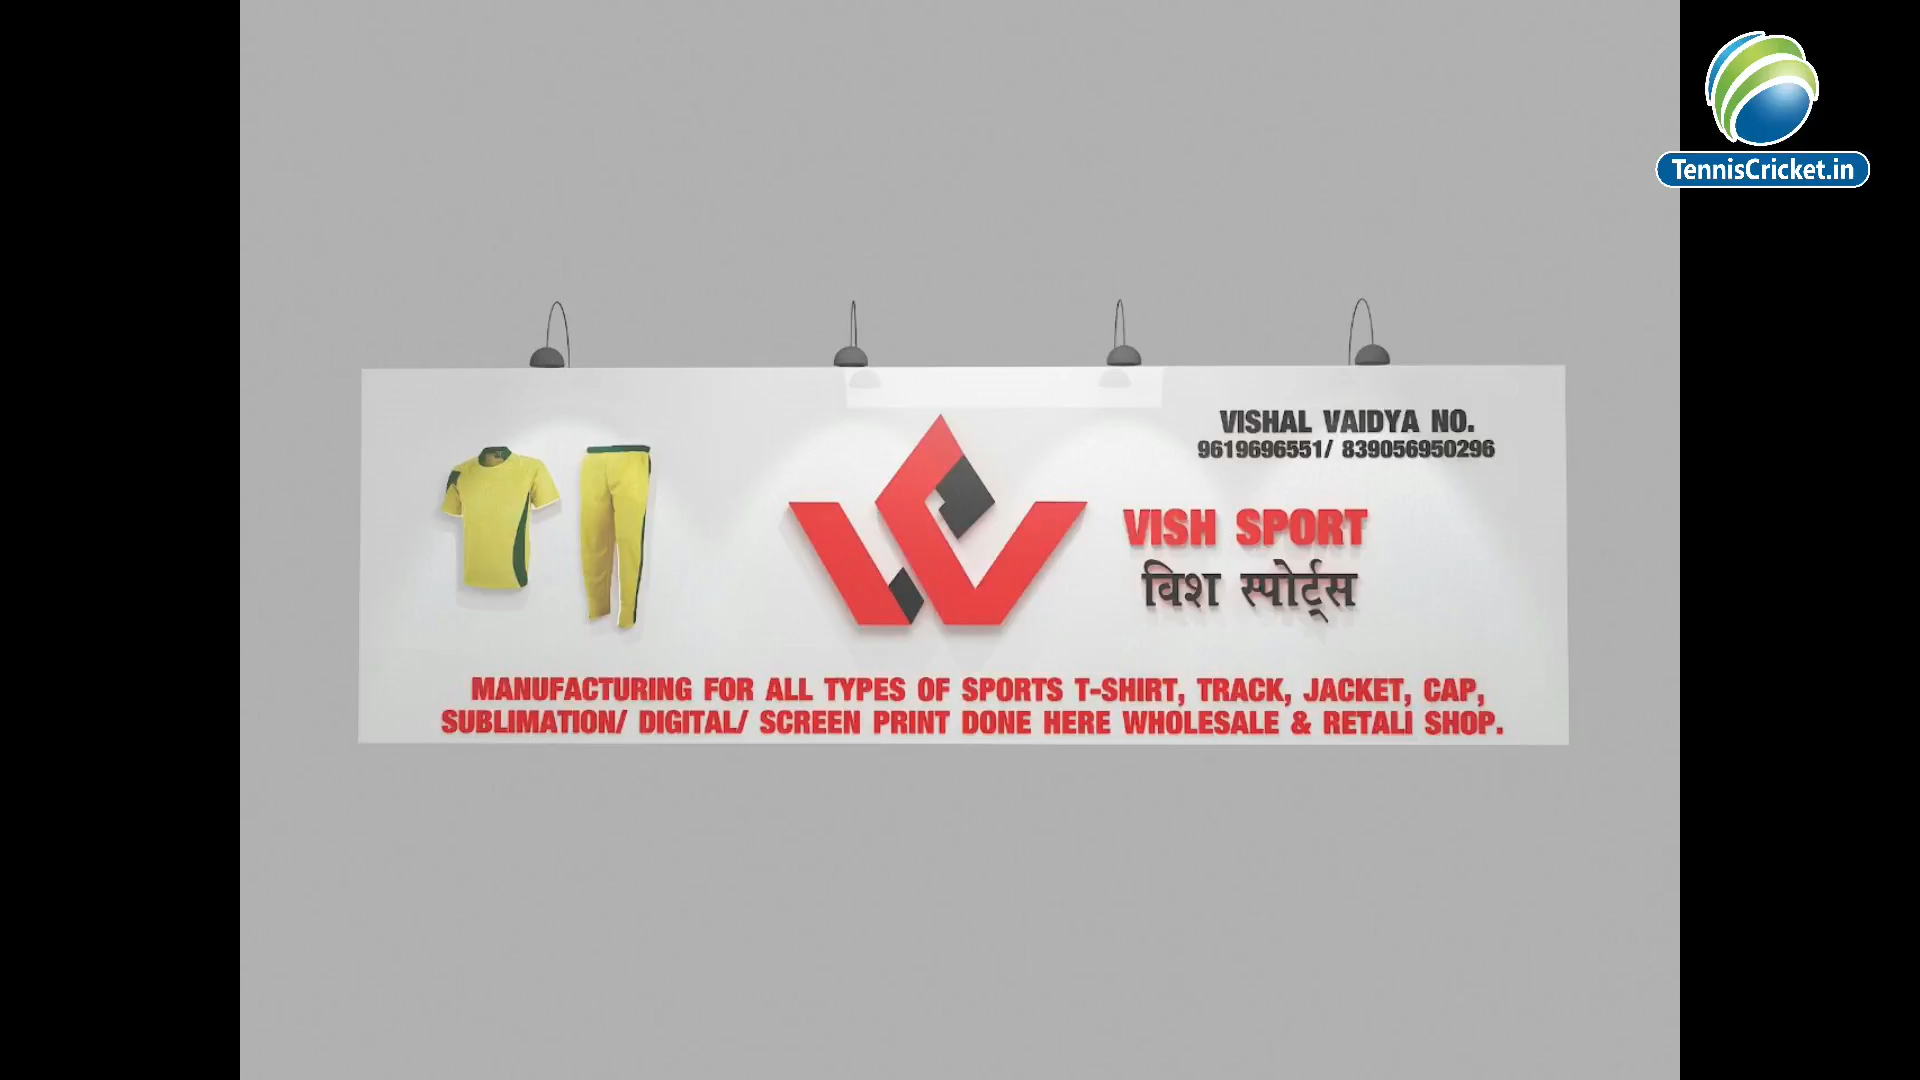 TennisCricket.in
VISHAL VAIDYA NO.
9619696551/ 839056950296
VISH SPORT
विश स्पोर्ट्स
MANUFACTURING FOR ALL TYPES OF SPORTS T-SHIRT, TRACK, JACKET, CAP,
SUBLIMATION/ DIGITAL/ SCREEN PRINT DONE HERE WHOLESALE & RETALI SHOP.